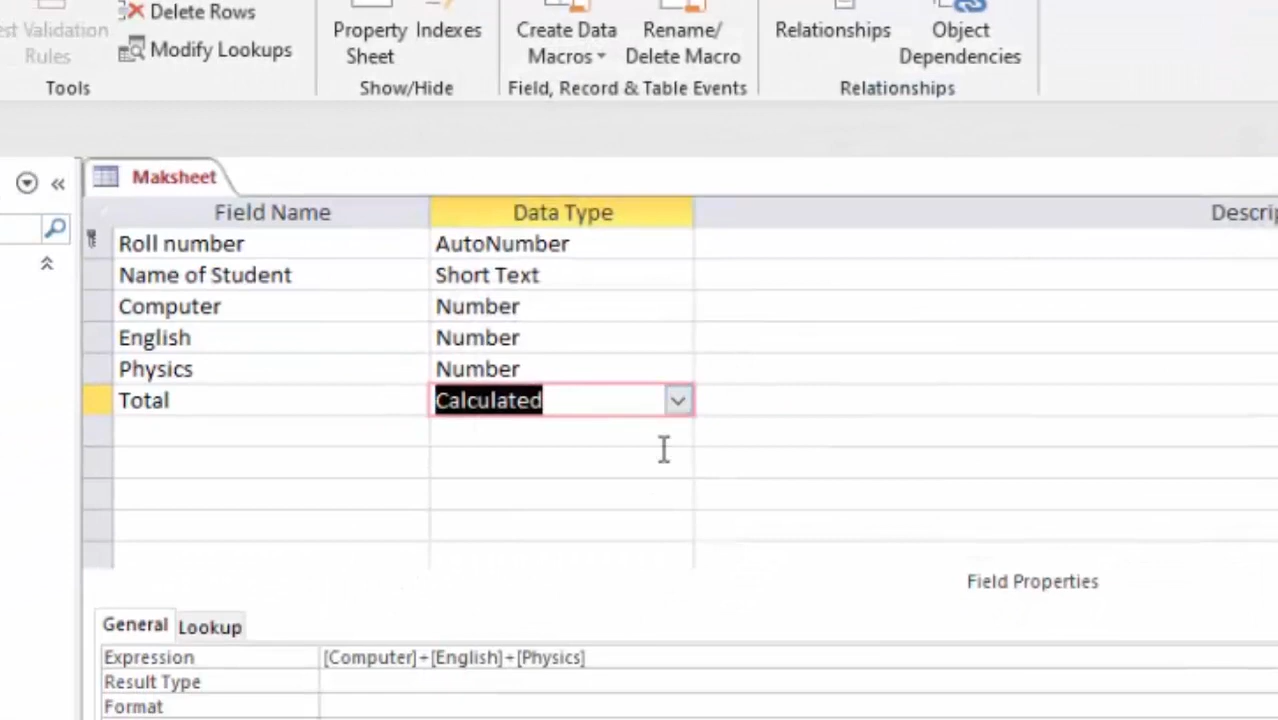 Delete Rows
est Validation
Rules
Modify Lookups
Tools
Property
Sheet
Indexes
Show/Hide
Create Data
Macros
Rename/
Delete Macro
Field, Record & Table Events
Relationships
Object
Dependencies
Relationships
Maksheet
Field Name Data Type Descrip
Roll number AutoNumber
Name of Student Short Text
Computer Number
English Number
Physics Number
Total Calculated
Field Properties
General Lookup
Expression [Computer]+[English]+[Physics]
Result Type
Format